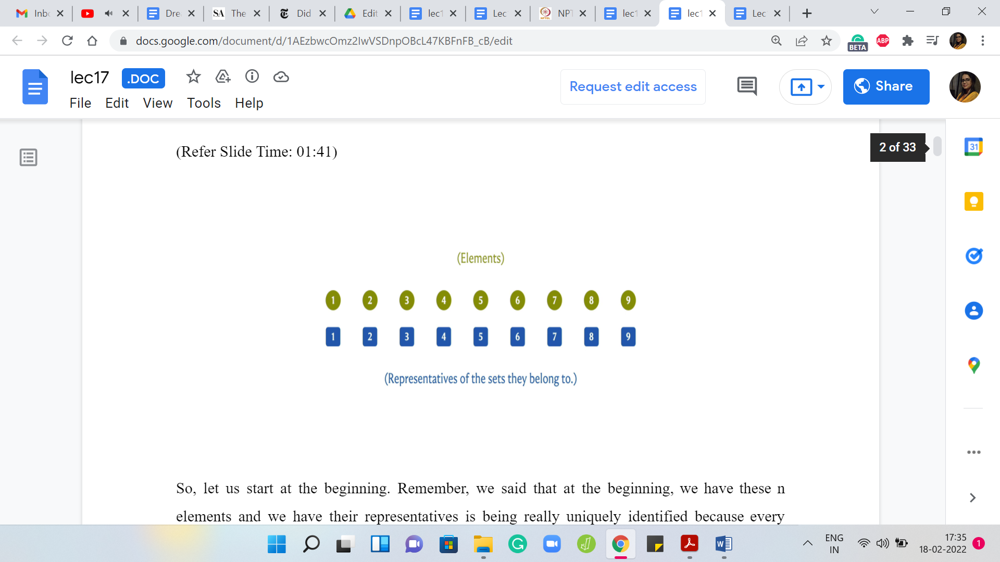 Inbo
Dre
SA The
Did
Edit
lec1
Lec
NPT
lec1
lec1
Lec
docs.google.com/document/d/1AEzbwcOmz2IwVSDnpOBcL47KBFnFB_cB/edit
BETA
ABP
lec17 .DOC
Request edit access
Share
File Edit View Tools Help
(Refer Slide Time: 01:41)
2 of 33
31
(Elements)
1 2 3 4 5 6 7 8 9
1 2 3 4 5 6 7 8 9
(Representatives of the sets they belong to.)
So, let us start at the beginning. Remember, we said that at the beginning, we have these n
elements and we have their representatives is being really uniquely identified because every
ENG
IN
17:35
18-02-2022
1